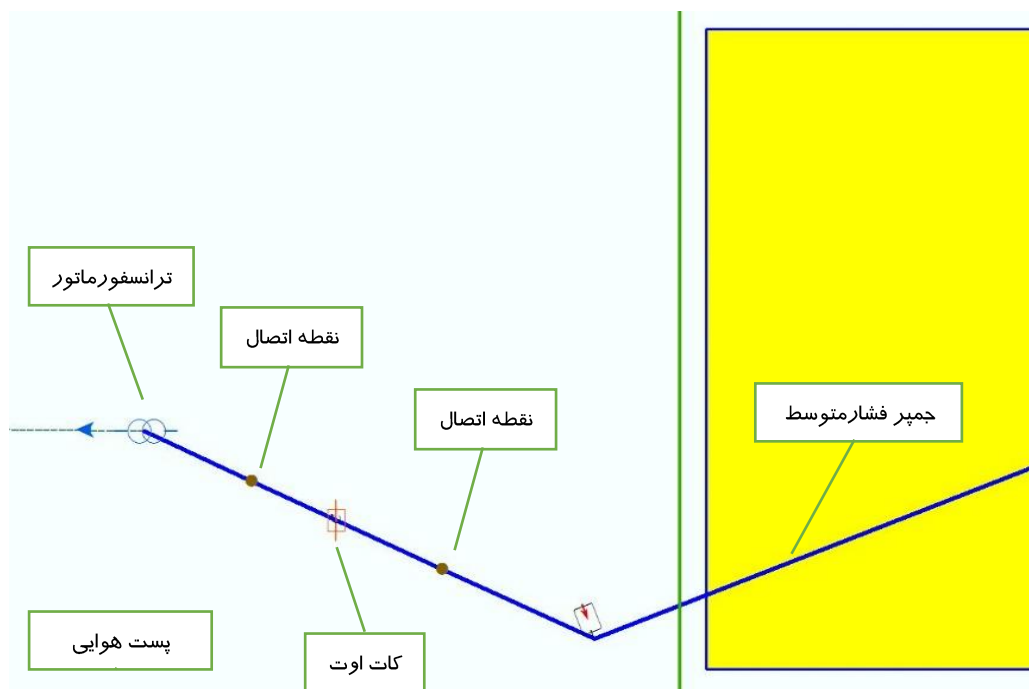 ترانسفورماتور
نقطه اتصال
نقطه اتصال
جمپر فشارمتوسط
پست هوایی
کات اوت